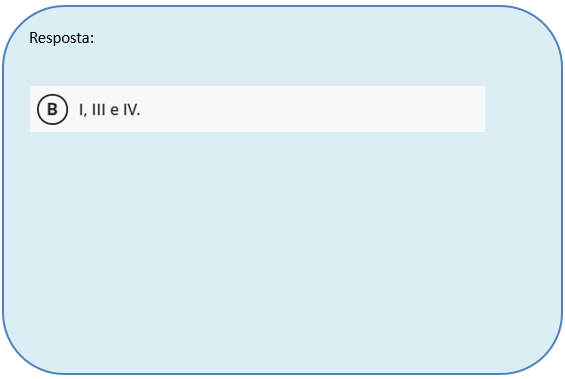 Resposta:
B I, III e IV.